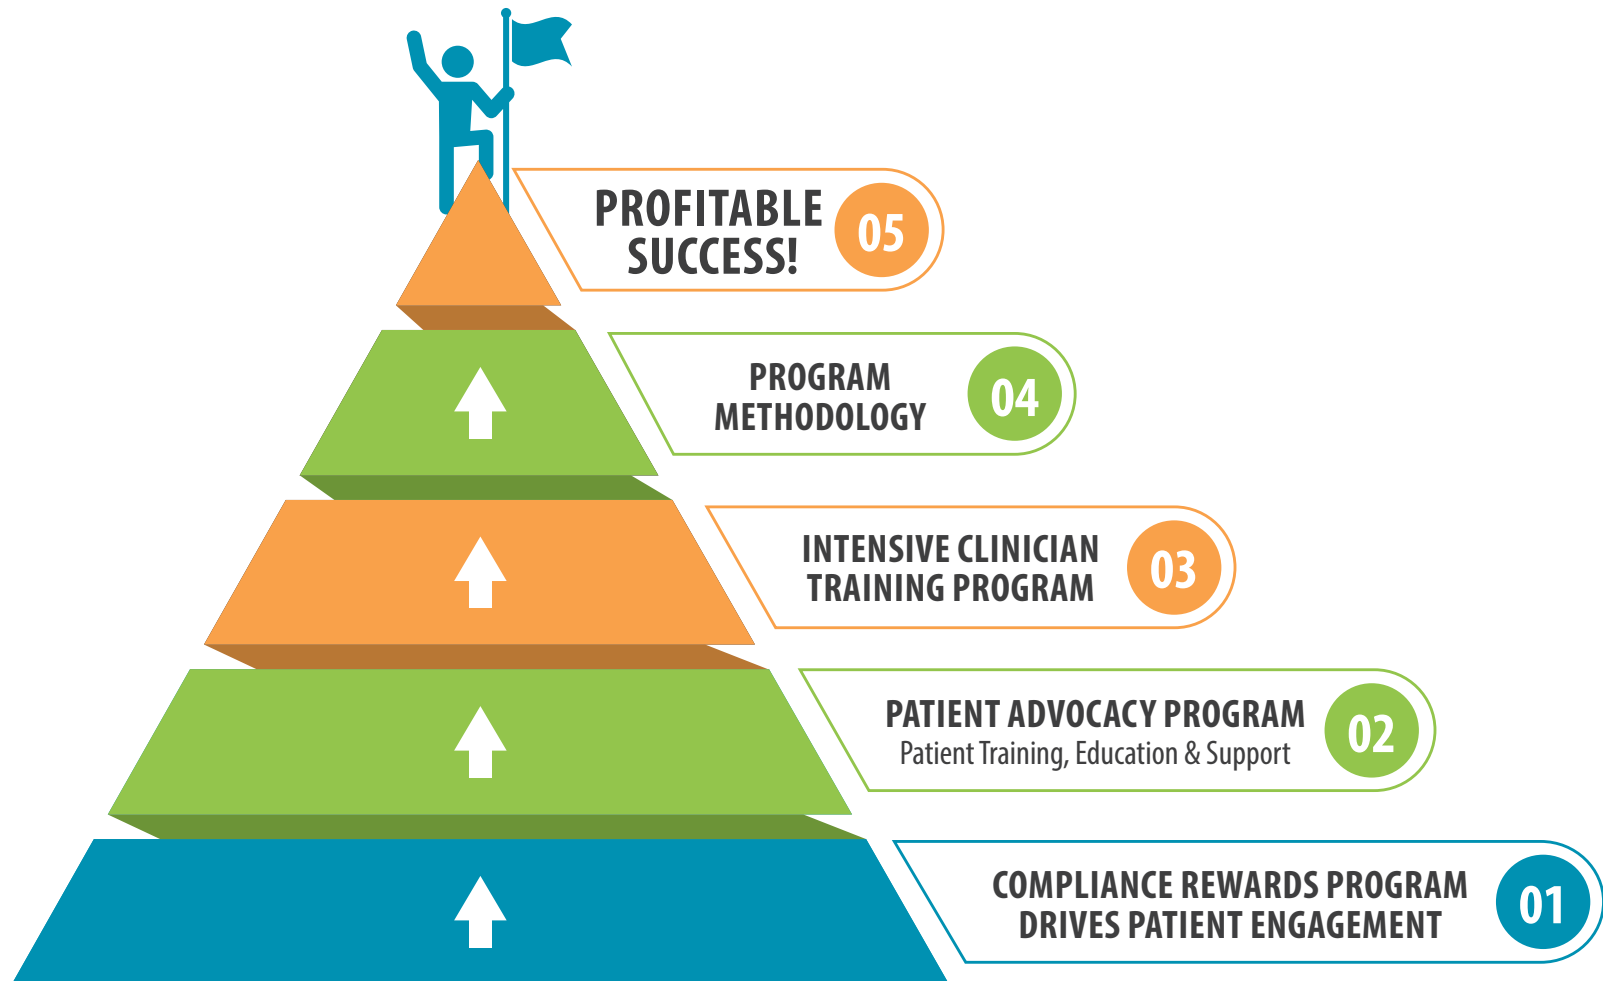 PROFITABLE
SUCCESS!
05
PROGRAM
METHODOLOGY
04
INTENSIVE CLINICIAN
TRAINING PROGRAM
03
PATIENT ADVOCACY PROGRAM
Patient Training, Education & Support
02
COMPLIANCE REWARDS PROGRAM
DRIVES PATIENT ENGAGEMENT
01